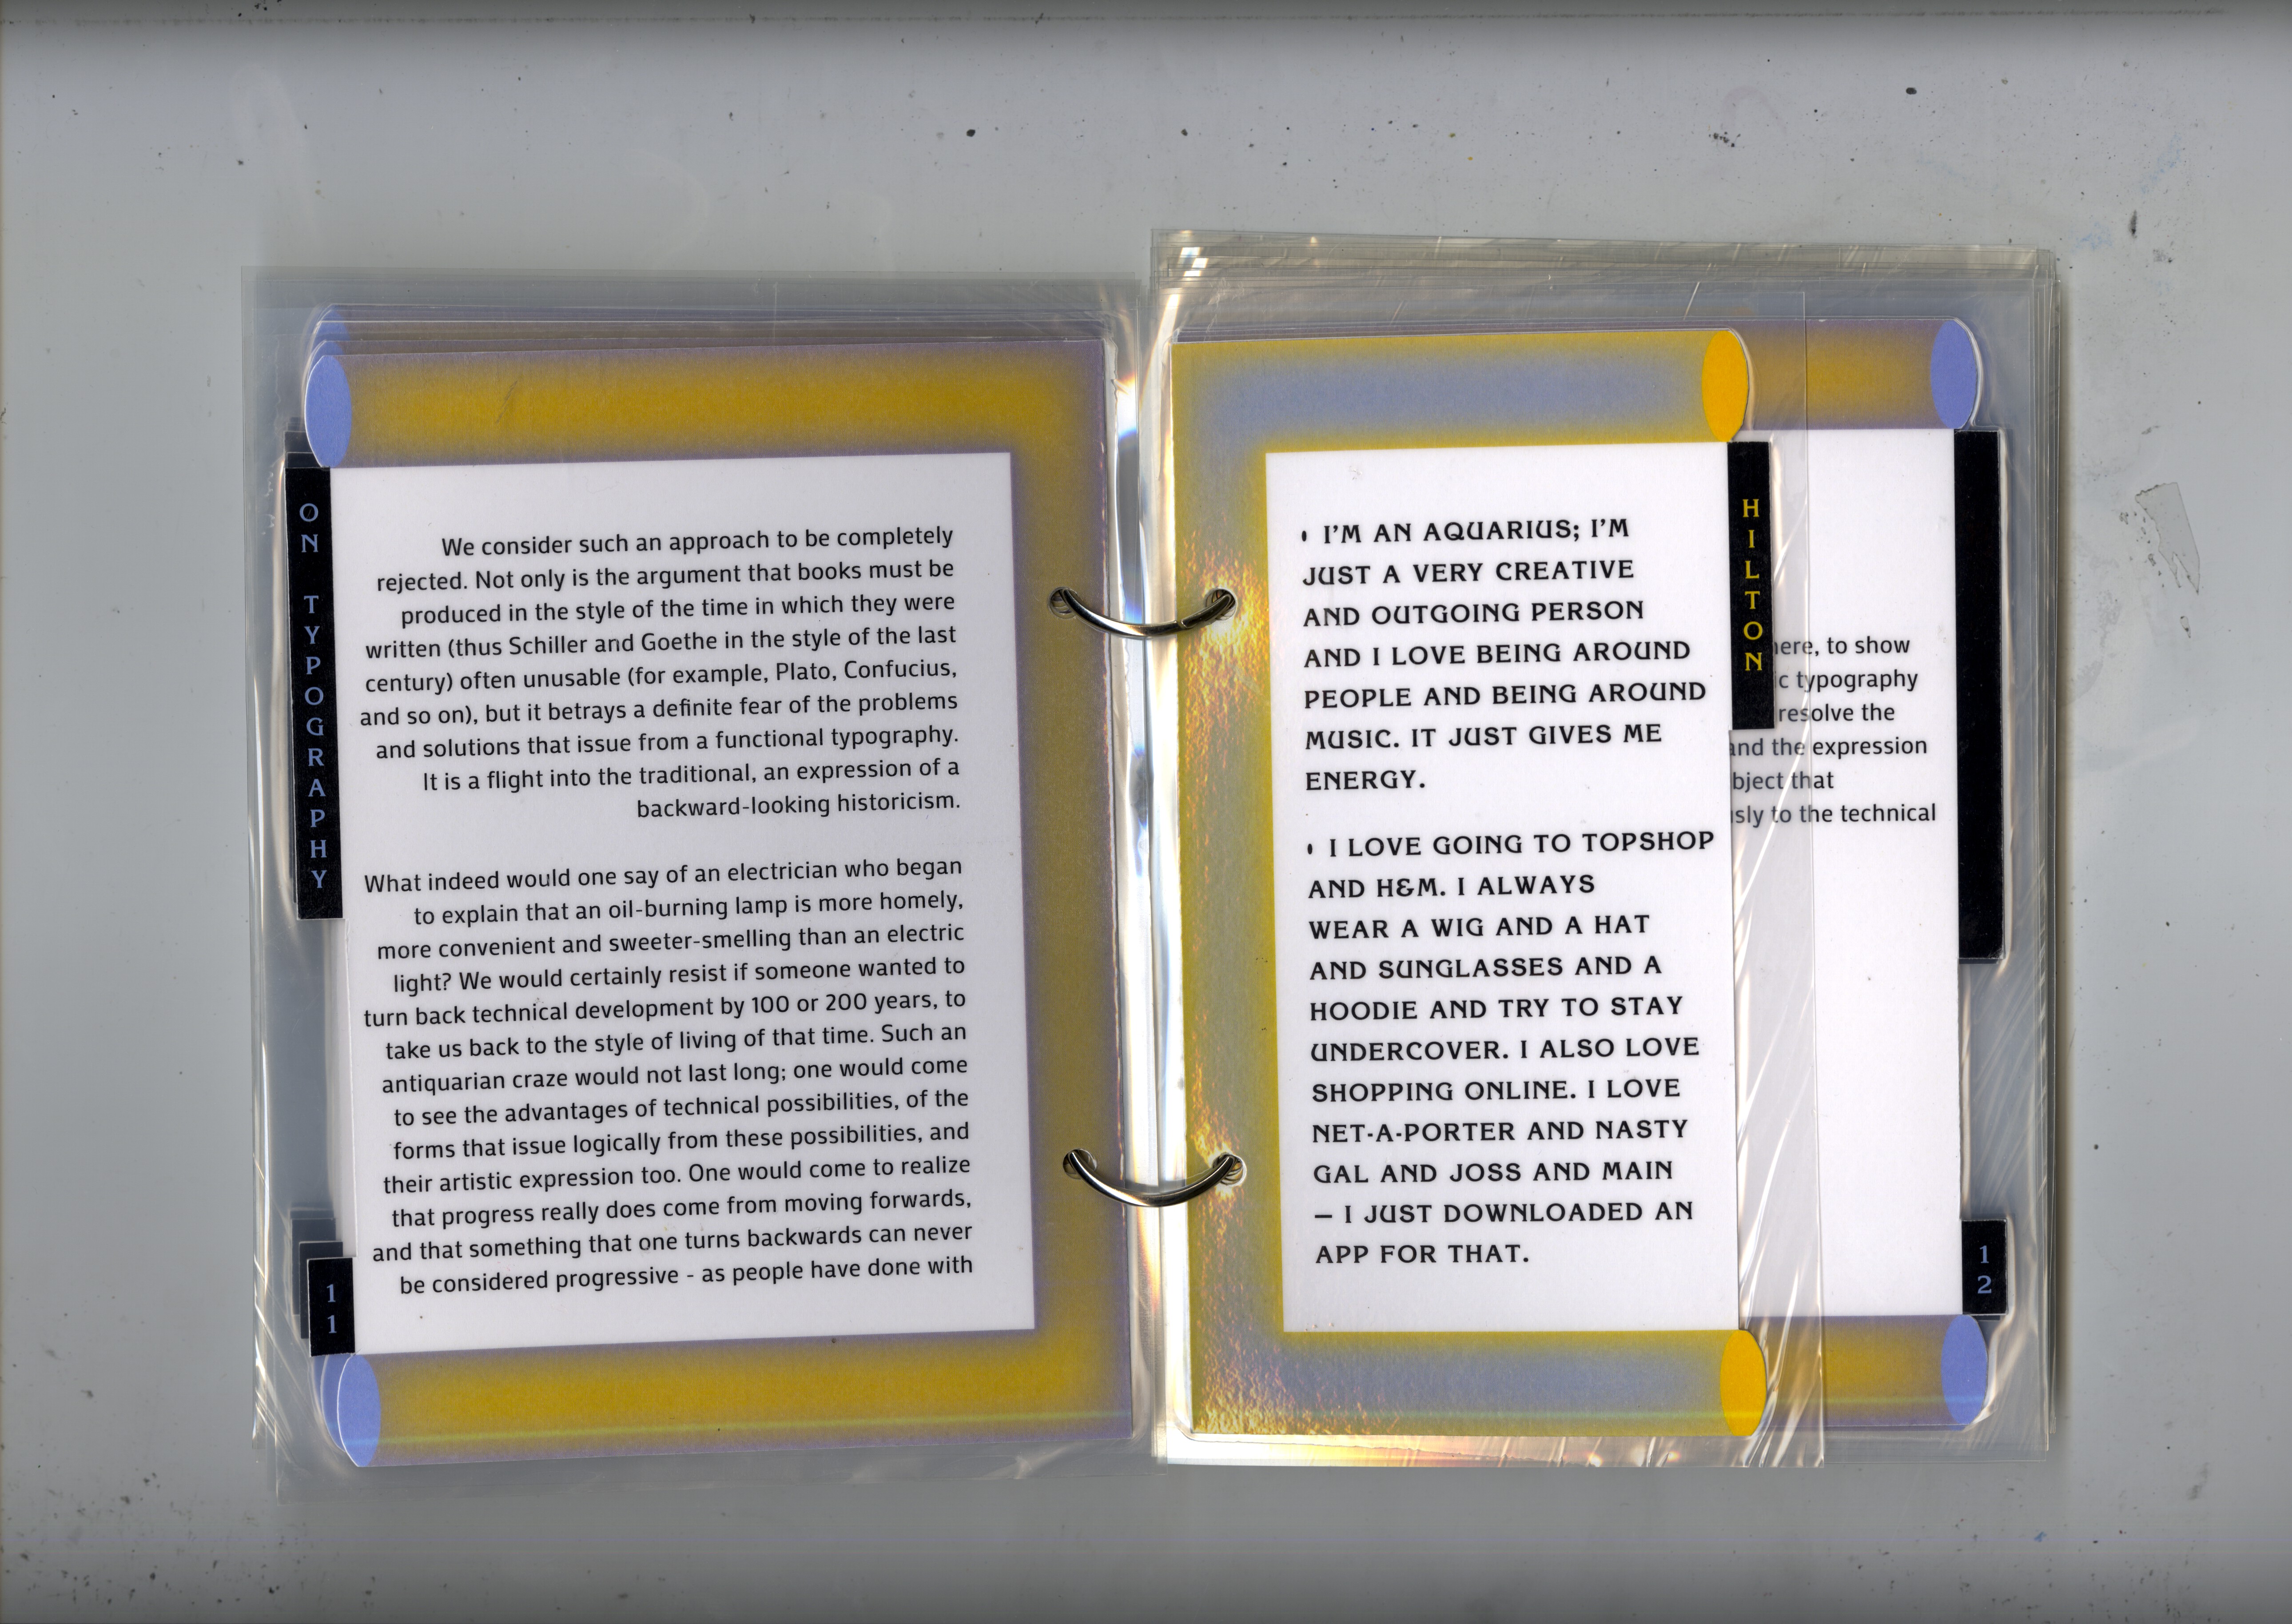 ON TYPOGRAPHY
We consider such an approach to be completely
rejected. Not only is the argument that books must be
produced in the style of the time in which they were
written (thus Schiller and Goethe in the style of the last
century) often unusable (for example, Plato, Confucius,
and so on), but it betrays a definite fear of the problems
and solutions that issue from a functional typography.
It is a flight into the traditional, an expression of a
backward-looking historicism.
What indeed would one say of an electrician who began
to explain that an oil-burning lamp is more homely,
more convenient and sweeter-smelling than an electric
light? We would certainly resist if someone wanted to
turn back technical development by 100 or 200 years, to
take us back to the style of living of that time. Such an
antiquarian craze would not last long; one would come
to see the advantages of technical possibilities, of the
forms that issue logically from these possibilities, and
their artistic expression too. One would come to realize
that progress really does come from moving forwards,
and that something that one turns backwards can never
be considered progressive - as people have done with
11
I'M AN AQUARIUS; I'M
JUST A VERY CREATIVE
AND OUTGOING PERSON
AND I LOVE BEING AROUND
PEOPLE AND BEING AROUND
MUSIC. IT JUST GIVES ME
ENERGY.
I LOVE GOING TO TOPSHOP
AND H&M. I ALWAYS
WEAR A WIG AND A HAT
AND SUNGLASSES AND A
HOODIE AND TRY TO STAY
UNDERCOVER. I ALSO LOVE
SHOPPING ONLINE. I LOVE
NET-A-PORTER AND NASTY
GAL AND JOSS AND MAIN
– I JUST DOWNLOADED AN
APP FOR THAT.
HILTON
to show
typography
resolve the
and the expression
that
to the technical
12